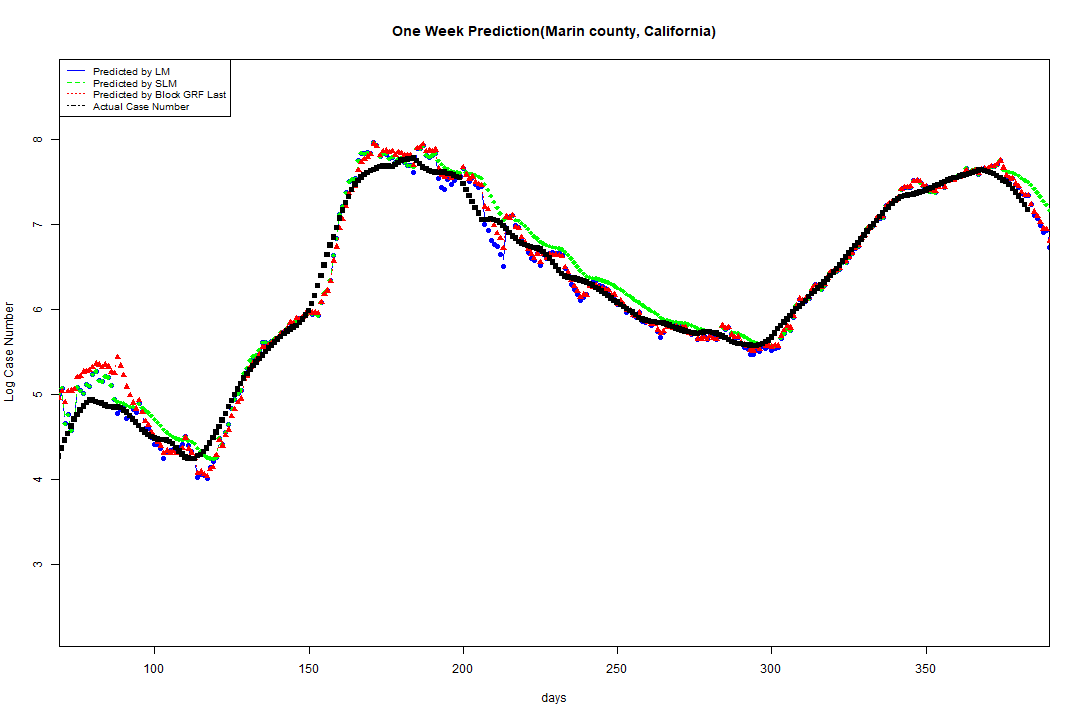 One Week Prediction(Marin county, California)
Predicted by LM
Predicted by SLM
Predicted by Block GRF Last
Actual Case Number
8
7
6
5
4
3
Log Case Number
100 150 200 250 300 350
days